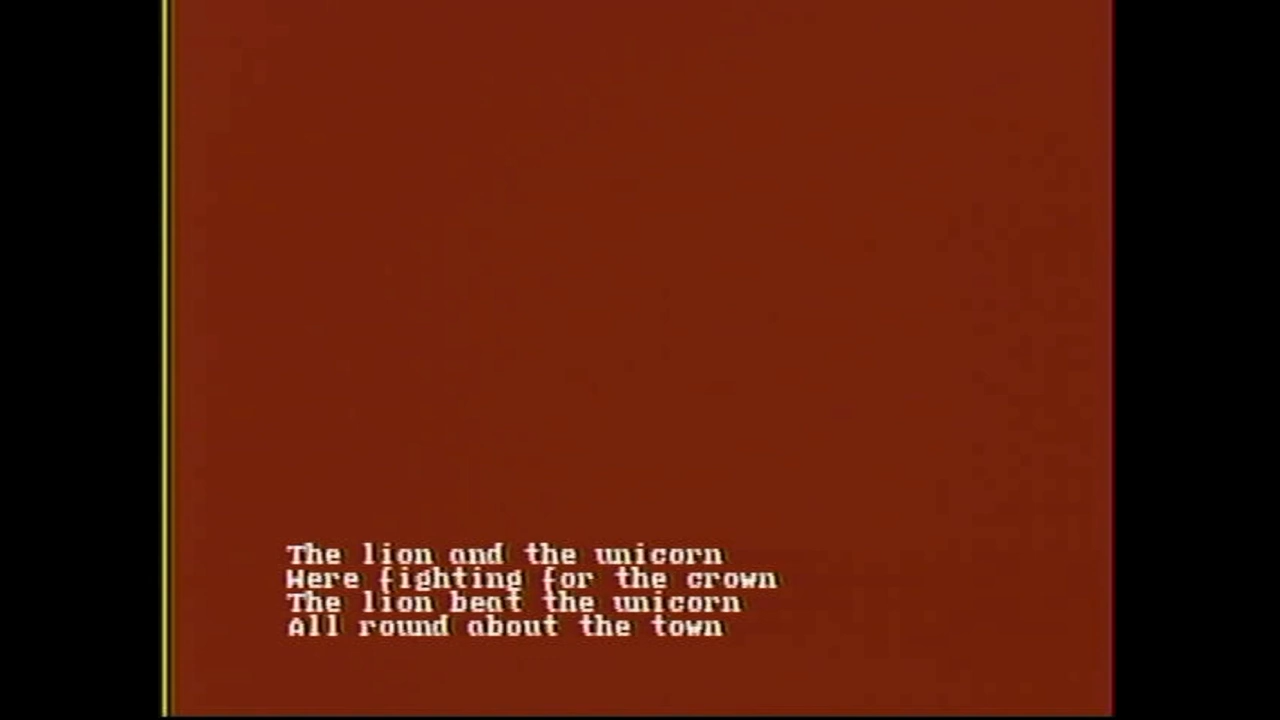 The lion and the unicorn
Were fighting for the crown
The lion beat the unicorn
All round about the town